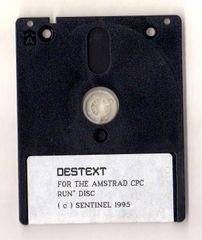 DESTEXT
FOR THE AMSTRAD CPC
RUN" DISC
(c) SENTINEL 1995